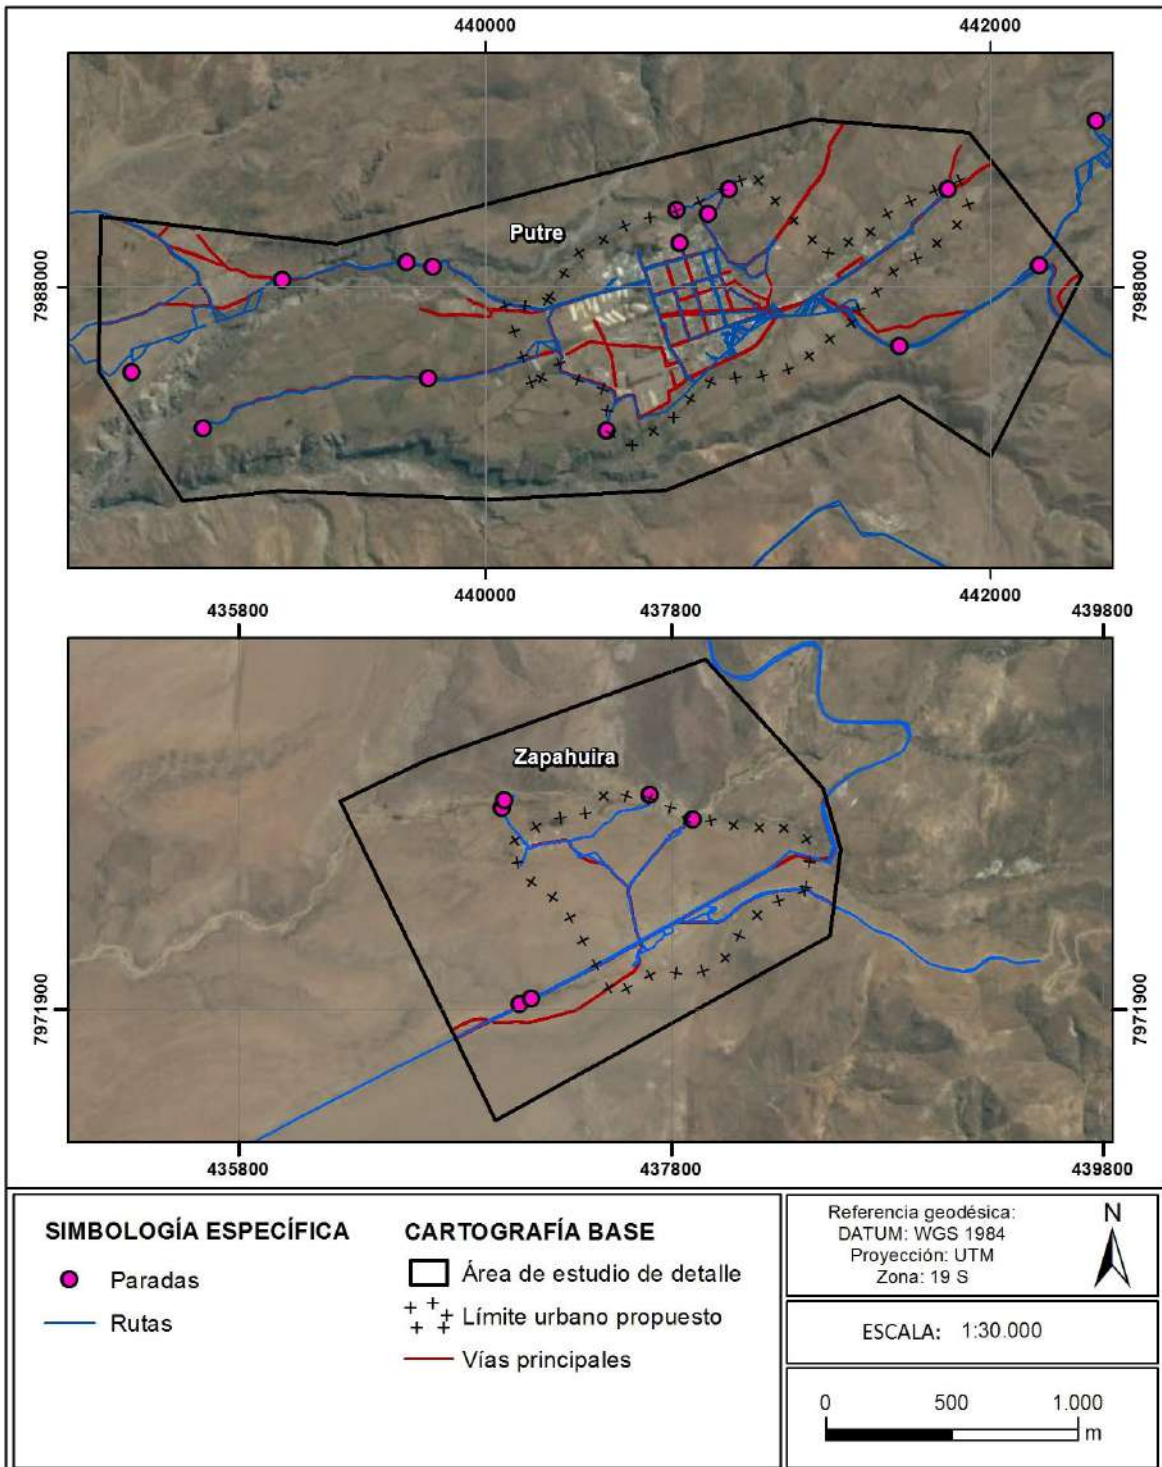 440000
442000
7988000
Putre
7988000
440000
442000
435800
437800
439800
Zapahuira
7971900
7971900
435800
437800
439800
SIMBOLOGÍA ESPECÍFICA
Paradas
Rutas
CARTOGRAFÍA BASE
Área de estudio de detalle
Límite urbano propuesto
Vías principales
Referencia geodésica:
DATUM: WGS 1984
Proyección: UTM
Zona: 19 S
N
ESCALA: 1:30.000
0 500 1.000
m